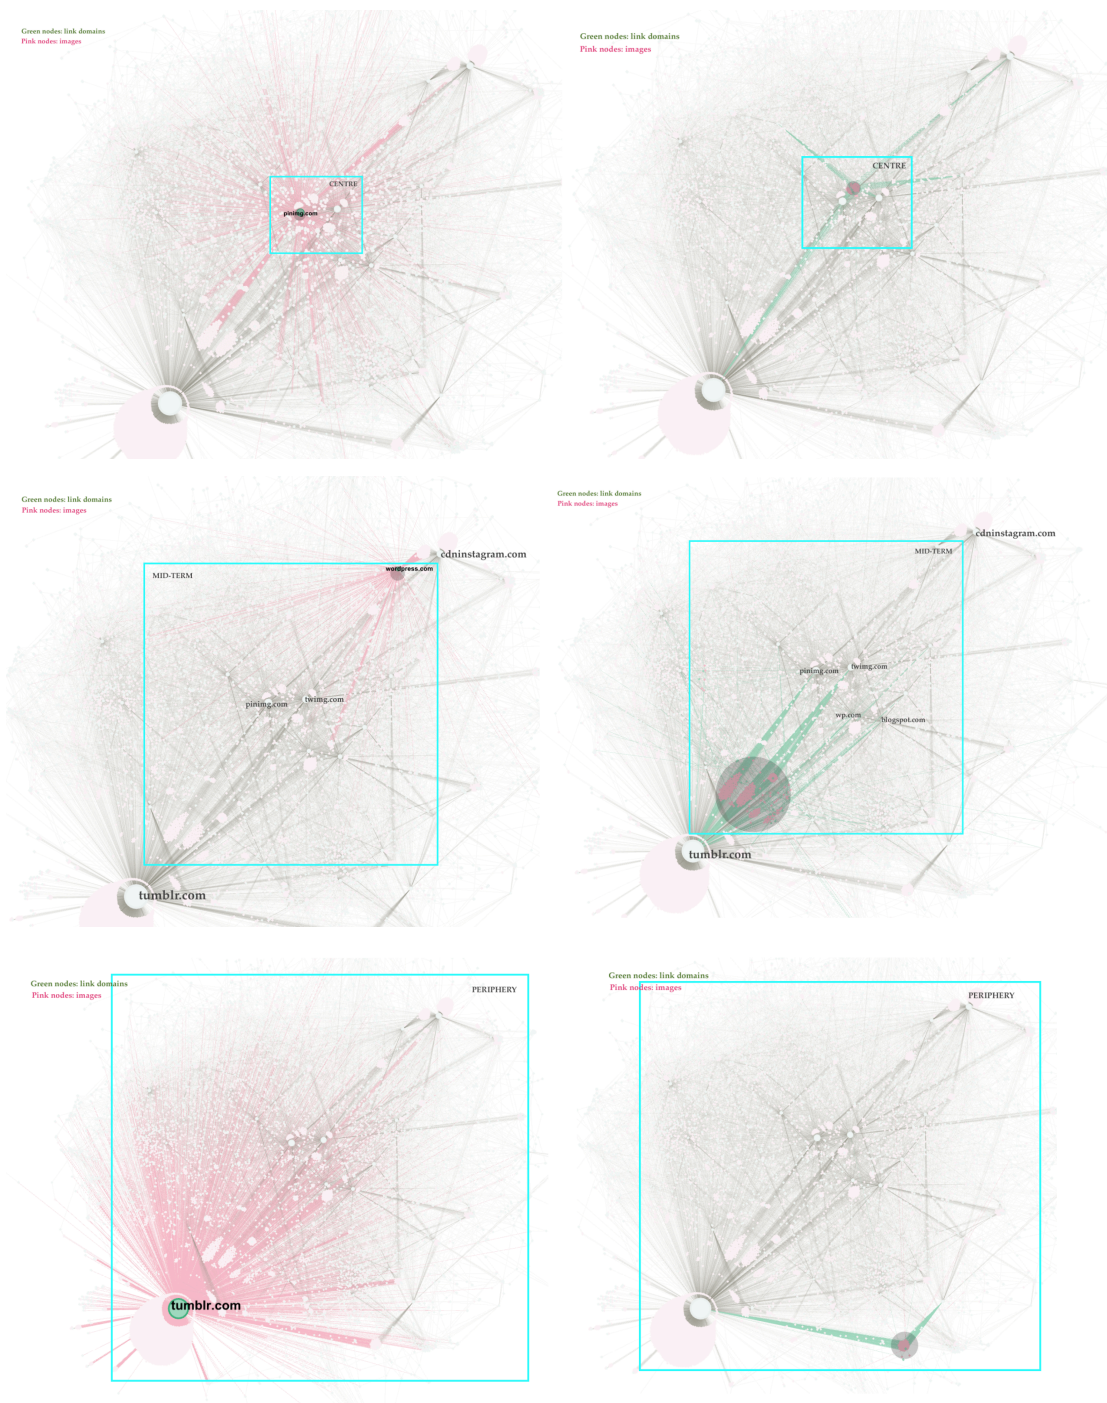 Green nodes: link domains
Pink nodes: images
CENTRE
pinimg.com
Green nodes: link domains
Pink nodes: images
CENTRE
Green nodes: link domains
Pink nodes: images
cdninstagram.com
wordpress.com
MID-TERM
pinimg.com
twimg.com
tumblr.com
Green nodes: link domains
Pink nodes: images
cdninstagram.com
MID-TERM
pinimg.com
twimg.com
wp.com
blogspot.com
tumblr.com
Green nodes: link domains
Pink nodes: images
PERIPHERY
tumblr.com
Green nodes: link domains
Pink nodes: images
PERIPHERY